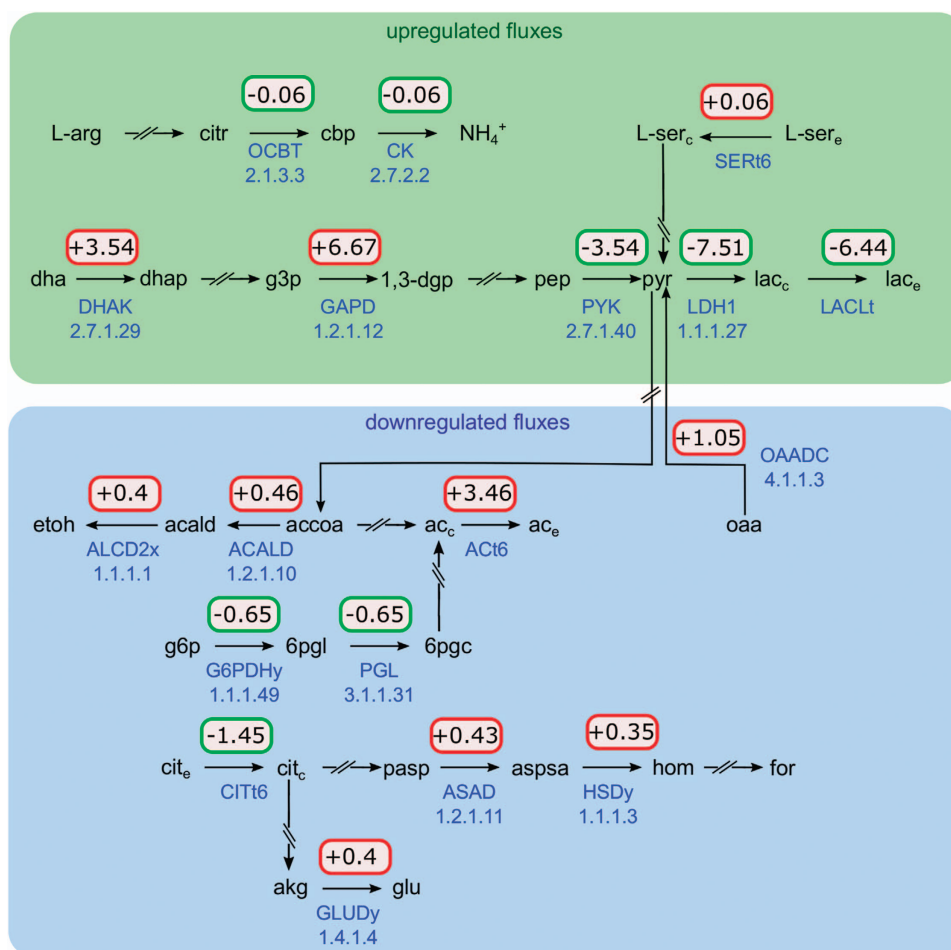 upregulated fluxes
-0.06 -0.06 +0.06
L-arg citr cbp NH₄⁺ L-serc L-sere
OCBT CK SERt6
2.1.3.3 2.7.2.2
+3.54 +6.67 -3.54 -7.51 -6.44
dha dhap g3p 1,3-dgp pep pyr lacc lace
DHAK GAPD PYK LDH1 LACLt
2.7.1.29 1.2.1.12 2.7.1.40 1.1.1.27
downregulated fluxes
+1.05 OAADC
4.1.1.3
+0.4 +0.46 +3.46
etoh acald accoa acc ace oaa
ALCD2x ACALD ACt6
1.1.1.1 1.2.1.10
-0.65 -0.65
g6p 6pgl 6pgc
G6PDHy PGL
1.1.1.49 3.1.1.31
-1.45 +0.43 +0.35
cite citc pasp aspsa hom for
CITt6 ASAD HSDy
1.2.1.11 1.1.1.3
+0.4
akg glu
GLUDy
1.4.1.4